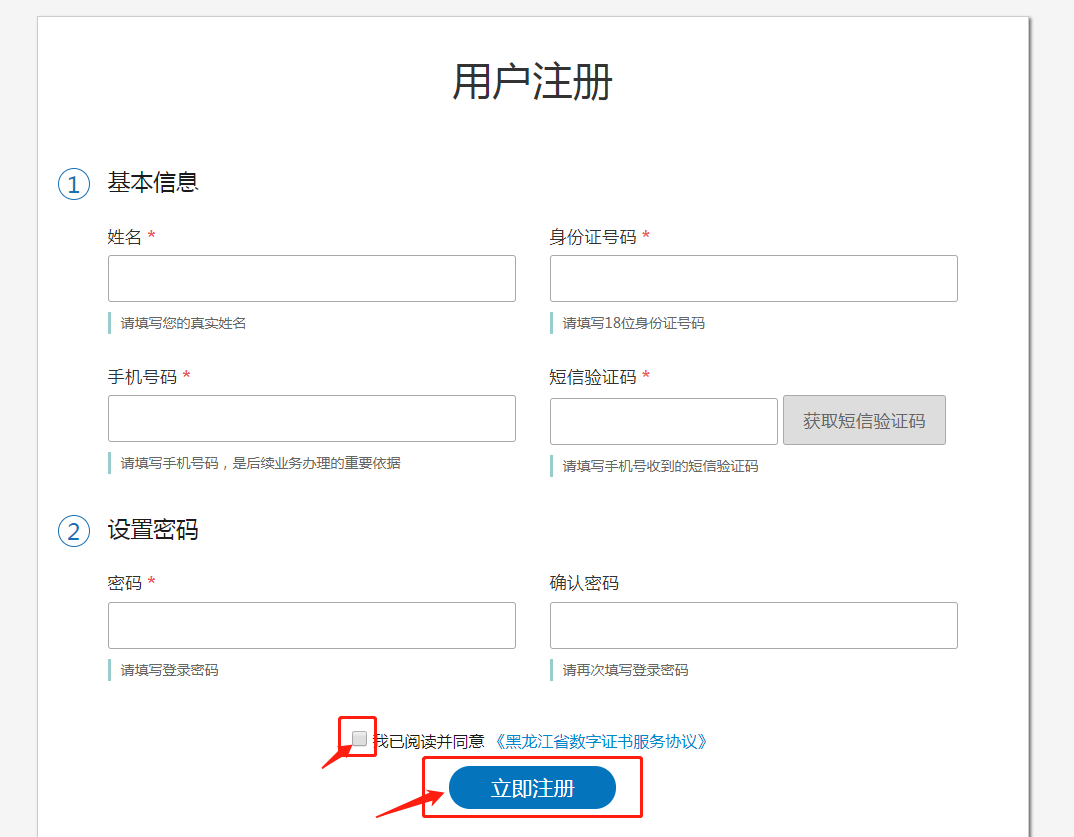 用户注册
1 基本信息
姓名 * 身份证号码 *
请填写您的真实姓名 请填写18位身份证号码
手机号码 * 短信验证码 *
获取短信验证码
请填写手机号码，是后续业务办理的重要依据 请填写手机号收到的短信验证码
2 设置密码
密码 * 确认密码
请填写登录密码 请再次填写登录密码
我已阅读并同意 《黑龙江省数字证书服务协议》
立即注册